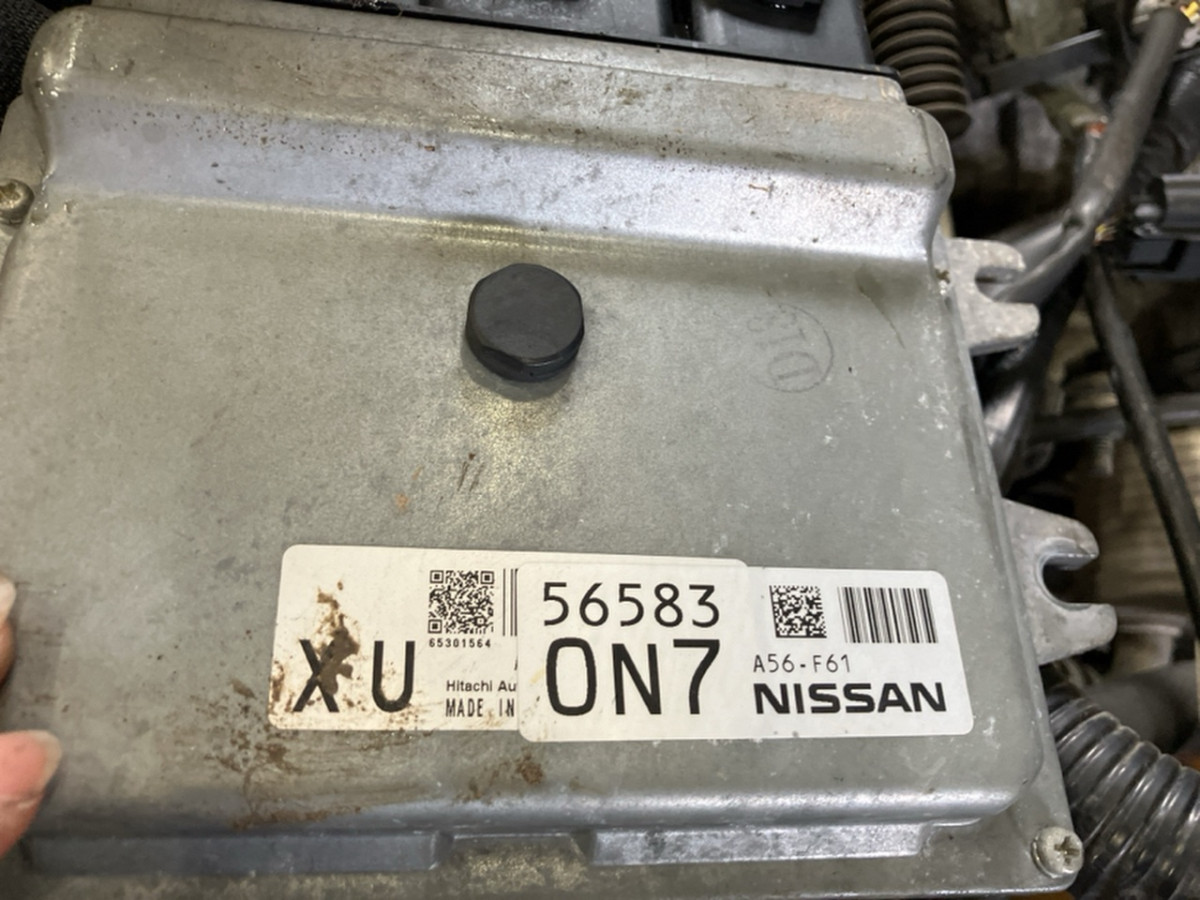 65301564
XU
Hitachi Au
MADE IN
56583
0N7
A56-F61
NISSAN